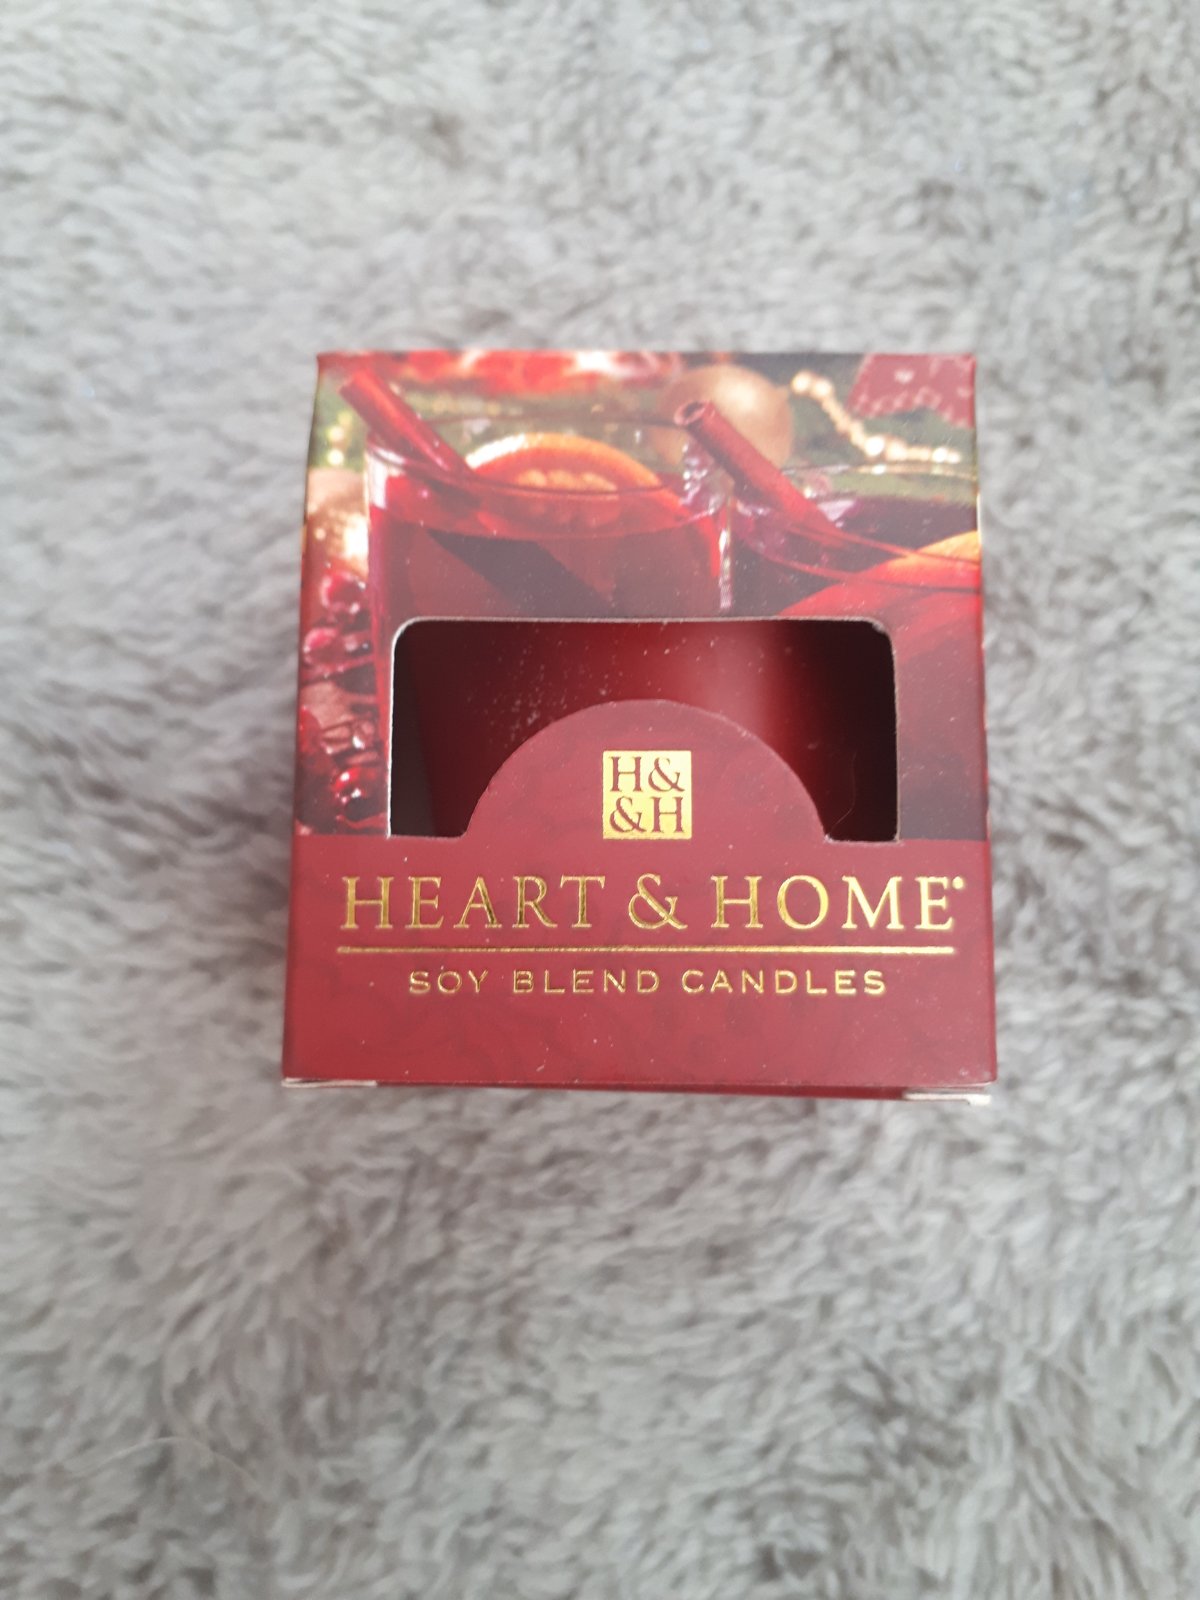 H&
&H
HEART & HOME®
SOY BLEND CANDLES